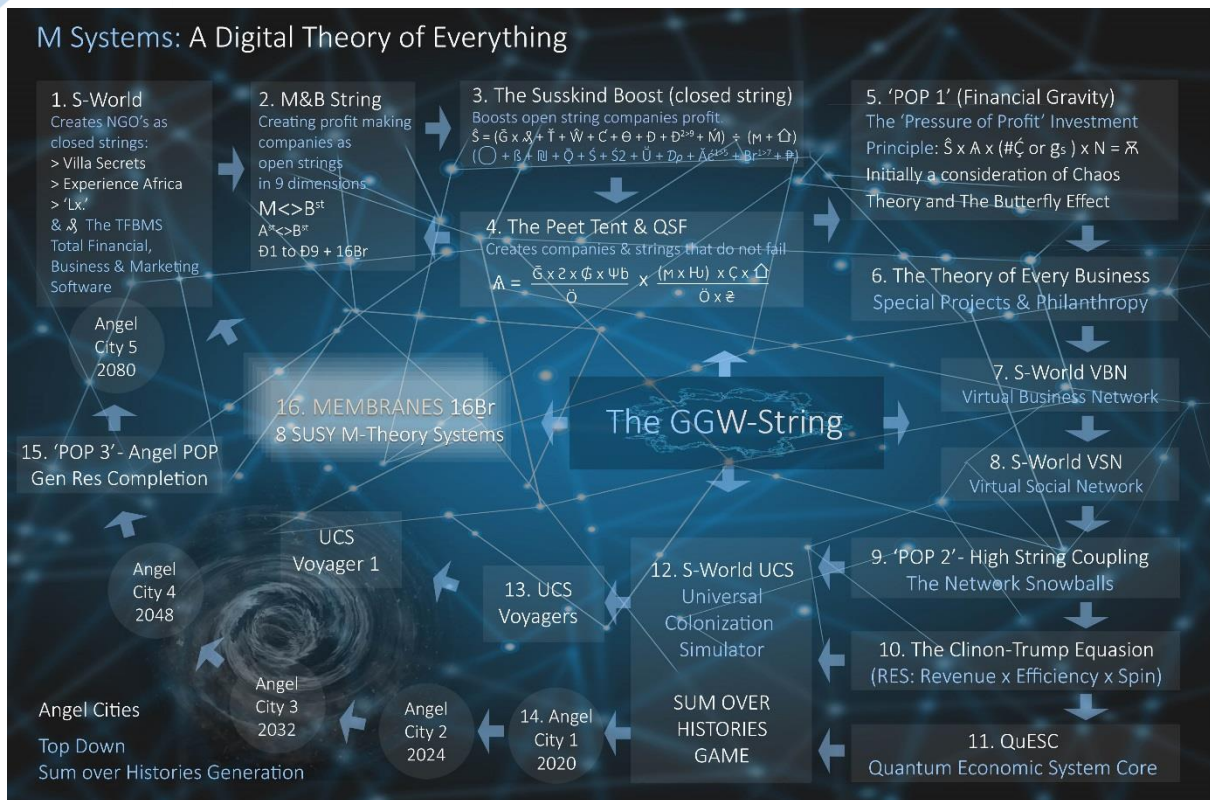 M Systems: A Digital Theory of Everything
1. S-World
Creates NGO's as
closed strings:
> Villa Secrets
> Experience Africa
> 'Lx.'
& The TFBMS
Total Financial,
Business & Marketing
Software
2. M&B String
Creating profit making
companies as
open strings
in 9 dimensions
M<>Bˢᵗ
Aˢᵗ<>Bˢᵗ
Đ1 to Đ9 + 16Br
3. The Susskind Boost (closed string)
Boosts open string companies profit.
4. The Peet Tent & QSF
Creates companies & strings that do not fail
5. 'POP 1' (Financial Gravity)
The 'Pressure of Profit' Investment
Principle:
Initially a consideration of Chaos
Theory and The Butterfly Effect
6. The Theory of Every Business
Special Projects & Philanthropy
7. S-World VBN
Virtual Business Network
8. S-World VSN
Virtual Social Network
9. 'POP 2'- High String Coupling
The Network Snowballs
10. The Clinon-Trump Equasion
(RES: Revenue x Efficiency x Spin)
11. QuESC
Quantum Economic System Core
12. S-World UCS
Universal
Colonization
Simulator
SUM OVER
HISTORIES
GAME
13. UCS
Voyagers
UCS
Voyager 1
14. Angel
City 1
2020
Angel
City 2
2024
Angel
City 3
2032
Angel
City 4
2048
15. 'POP 3'- Angel POP
Gen Res Completion
Angel
City 5
2080
16. MEMBRANES 16Br
8 SUSY M-Theory Systems
The GGW-String
Angel Cities
Top Down
Sum over Histories Generation